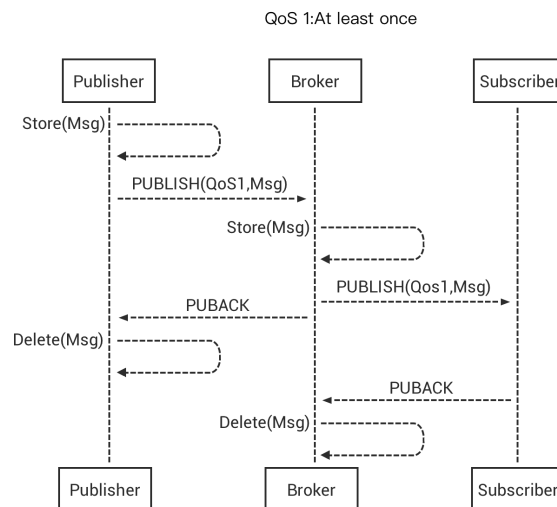 QoS 1:At least once
Publisher
Broker
Subscriber
Store(Msg)
PUBLISH(QoS1,Msg)
Store(Msg)
PUBLISH(Qos1,Msg)
PUBACK
Delete(Msg)
PUBACK
Delete(Msg)
Publisher
Broker
Subscriber